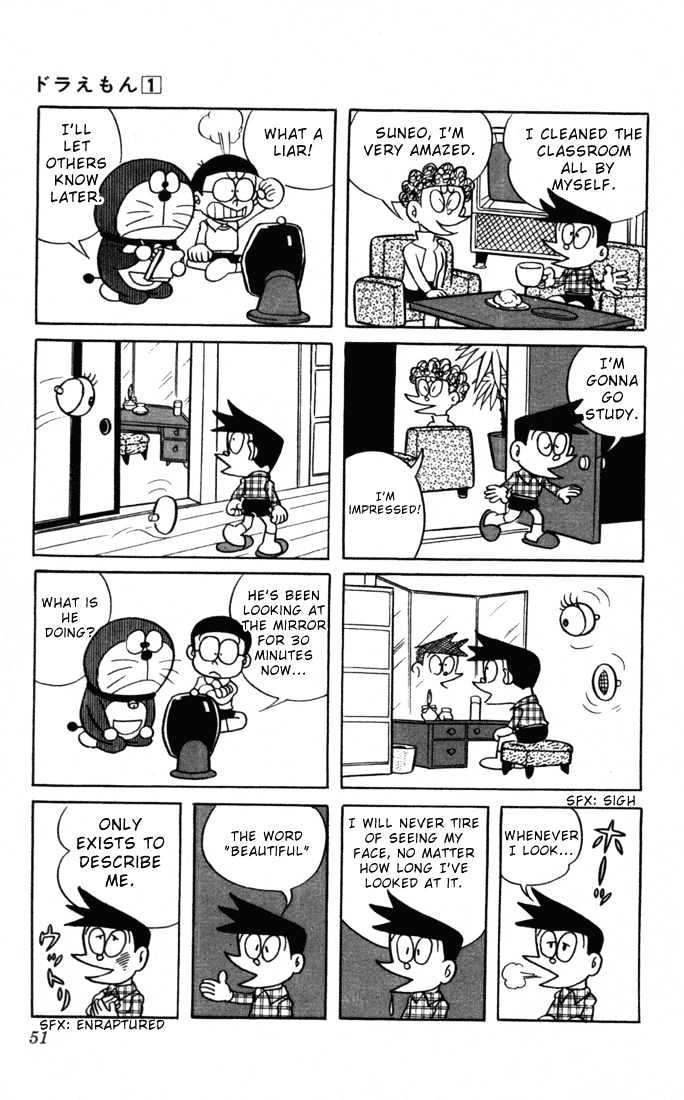 ドラえもん 1
SUNEO, I'M
VERY AMAZED.
I CLEANED THE
CLASSROOM
ALL BY
MYSELF.
WHAT A
LIAR!
I'LL
LET
OTHERS
KNOW
LATER.
I'M
GONNA
GO
STUDY.
I'M
IMPRESSED!
HE'S BEEN
LOOKING AT
THE MIRROR
FOR 30
MINUTES
NOW...
WHAT IS
HE
DOING?
SFX: SIGH
ホーッ
WHENEVER
I LOOK...
I WILL NEVER TIRE
OF SEEING MY
FACE, NO MATTER
HOW LONG I'VE
LOOKED AT IT.
THE WORD
"BEAUTIFUL"
ONLY
EXISTS TO
DESCRIBE
ME.
ウットリ
SFX: ENRAPTURED
51